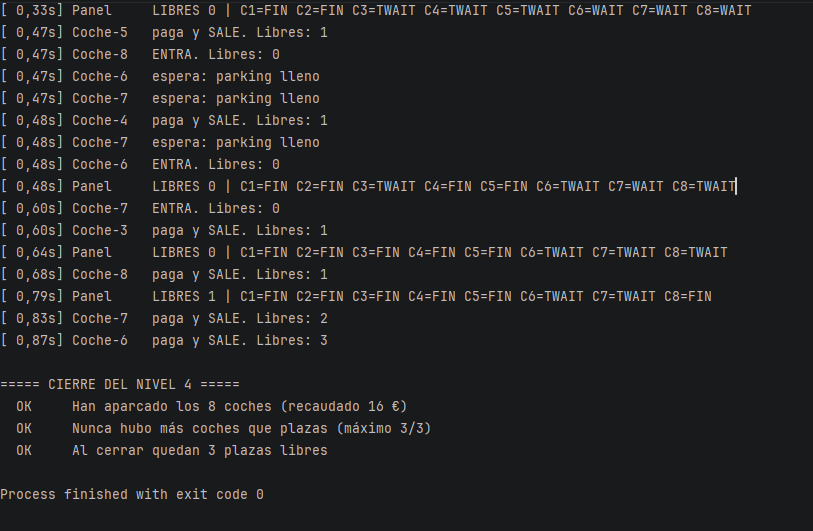 [ 0,33s] Panel     LIBRES 0 | C1=FIN C2=FIN C3=TWAIT C4=TWAIT C5=TWAIT C6=WAIT C7=WAIT C8=WAIT
[ 0,47s] Coche-5   paga y SALE. Libres: 1
[ 0,47s] Coche-8   ENTRA. Libres: 0
[ 0,47s] Coche-6   espera: parking lleno
[ 0,47s] Coche-7   espera: parking lleno
[ 0,48s] Coche-4   paga y SALE. Libres: 1
[ 0,48s] Coche-7   espera: parking lleno
[ 0,48s] Coche-6   ENTRA. Libres: 0
[ 0,48s] Panel     LIBRES 0 | C1=FIN C2=FIN C3=TWAIT C4=FIN C5=FIN C6=TWAIT C7=WAIT C8=TWAIT
[ 0,60s] Coche-7   ENTRA. Libres: 0
[ 0,60s] Coche-3   paga y SALE. Libres: 1
[ 0,64s] Panel     LIBRES 0 | C1=FIN C2=FIN C3=FIN C4=FIN C5=FIN C6=TWAIT C7=TWAIT C8=TWAIT
[ 0,68s] Coche-8   paga y SALE. Libres: 1
[ 0,79s] Panel     LIBRES 1 | C1=FIN C2=FIN C3=FIN C4=FIN C5=FIN C6=TWAIT C7=TWAIT C8=FIN
[ 0,83s] Coche-7   paga y SALE. Libres: 2
[ 0,87s] Coche-6   paga y SALE. Libres: 3
===== CIERRE DEL NIVEL 4 =====
  OK     Han aparcado los 8 coches (recaudado 16 €)
  OK     Nunca hubo más coches que plazas (máximo 3/3)
  OK     Al cerrar quedan 3 plazas libres
Process finished with exit code 0